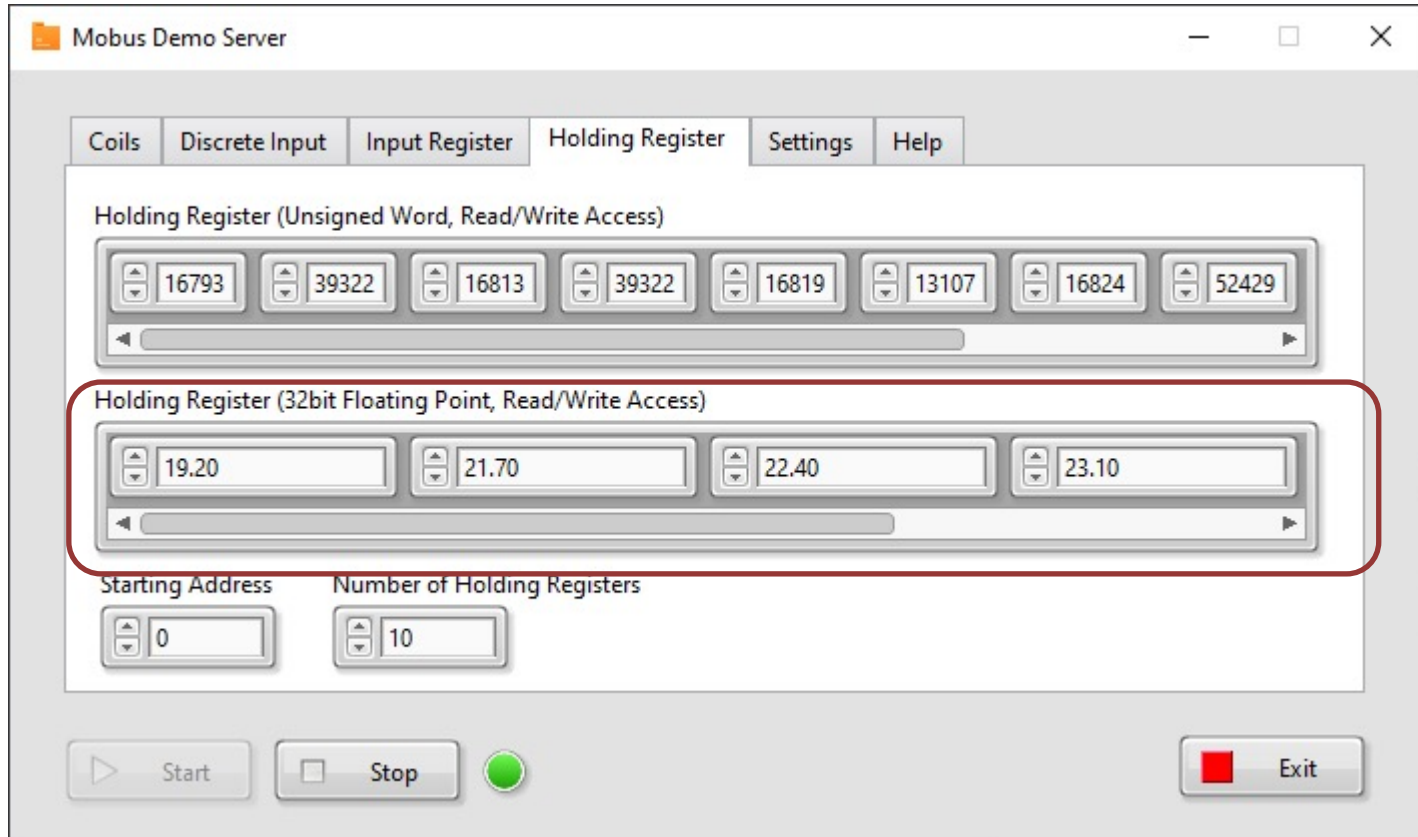 Mobus Demo Server
Coils Discrete Input Input Register Holding Register Settings Help
Holding Register (Unsigned Word, Read/Write Access)
16793 39322 16813 39322 16819 13107 16824 52429
Holding Register (32bit Floating Point, Read/Write Access)
19.20 21.70 22.40 23.10
Starting Address Number of Holding Registers
0 10
Start Stop Exit